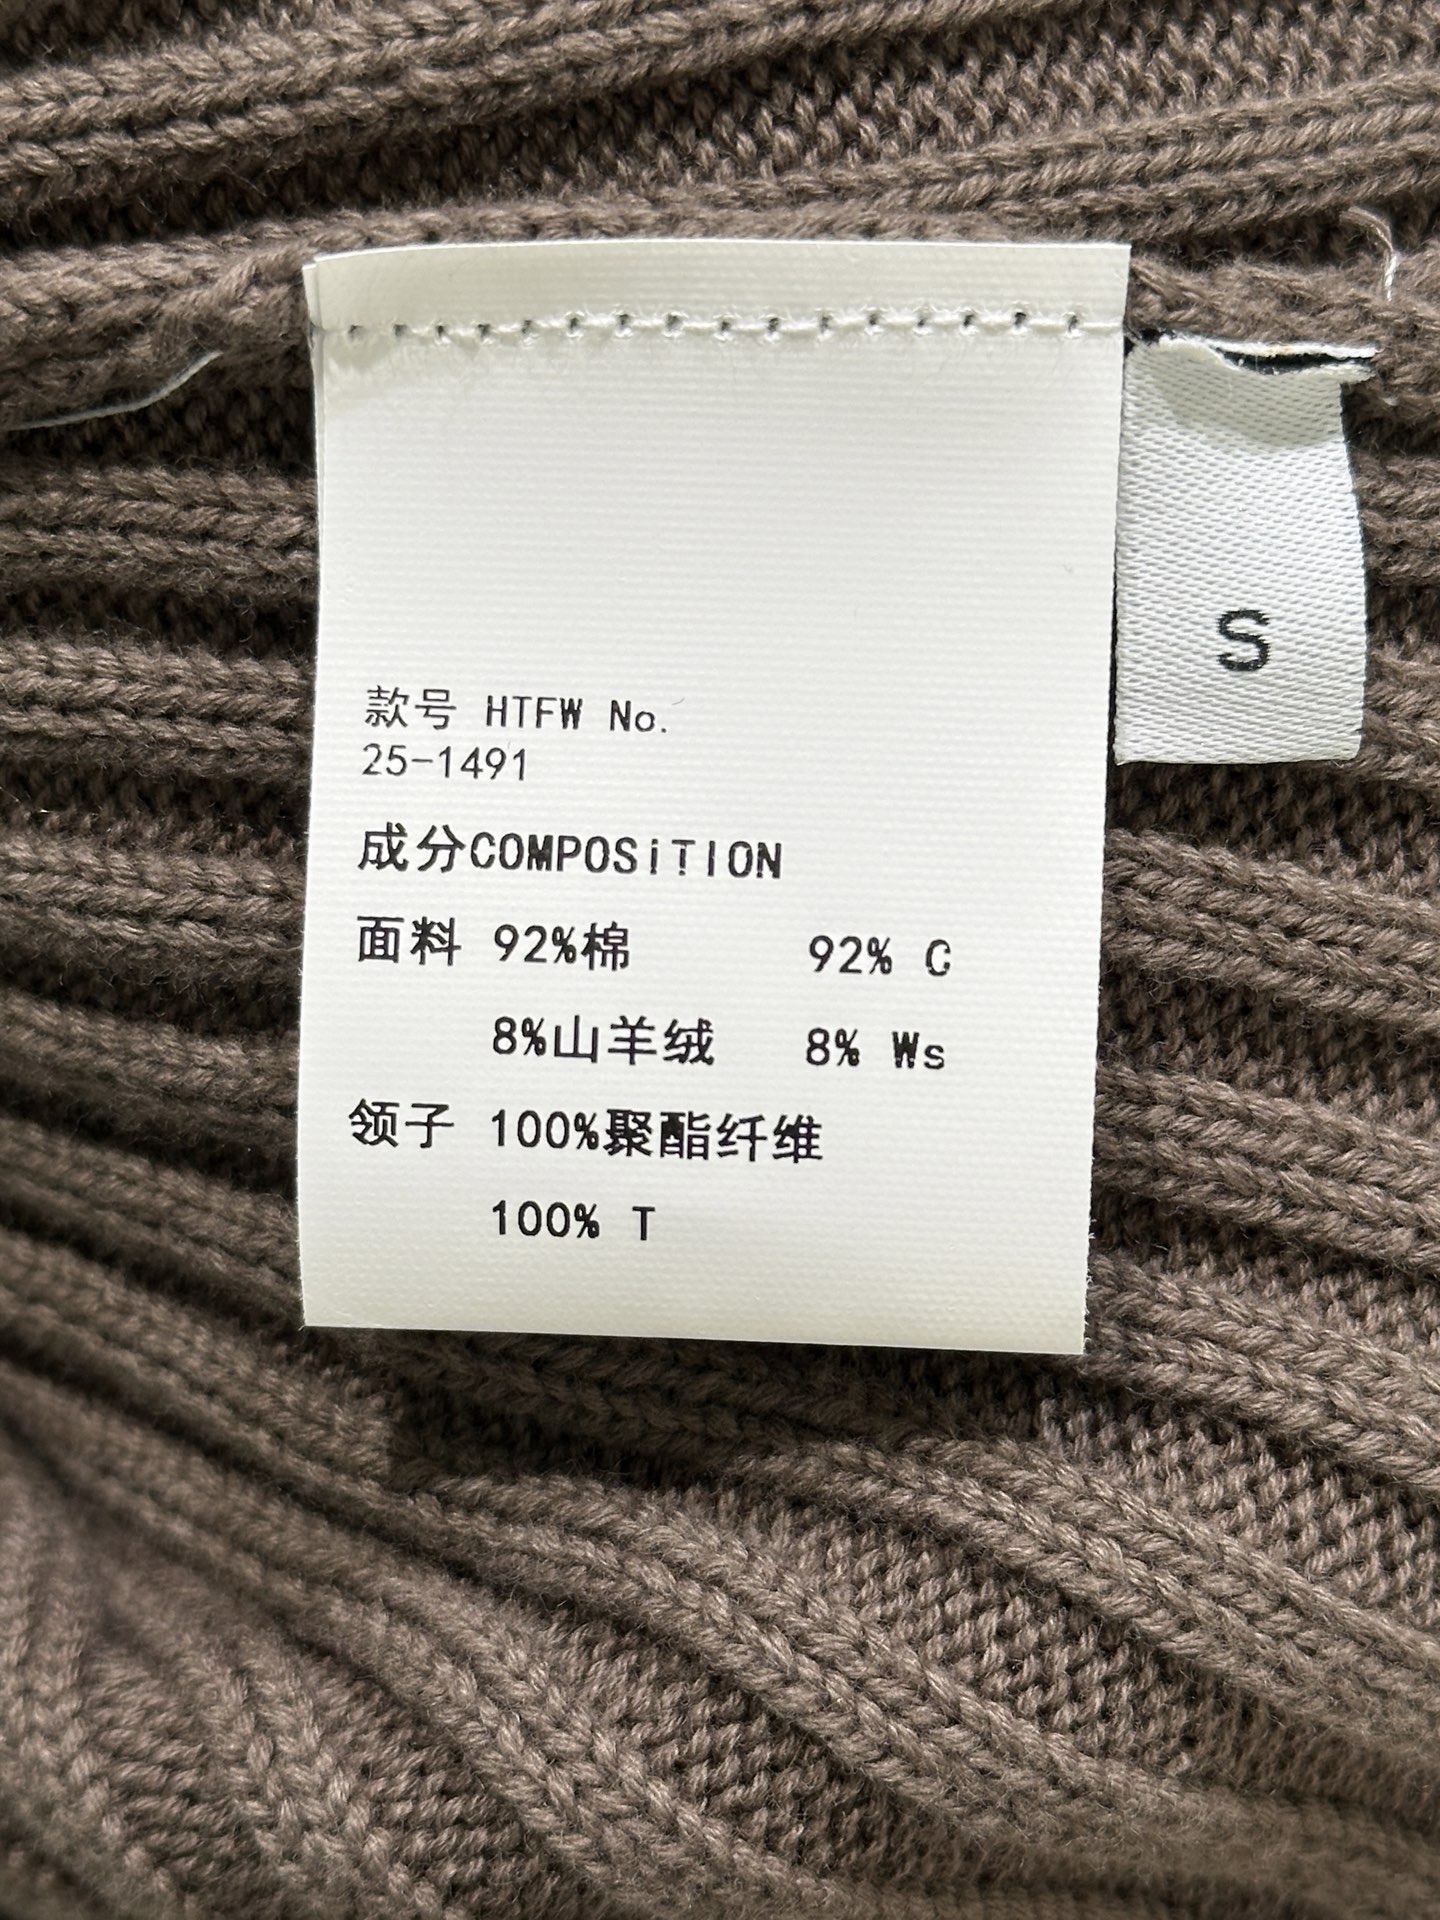 款号 HTFW No.
25-1491
成分COMPOSiTION
面料 92%棉 92% C
8%山羊绒 8% Ws
领子 100%聚酯纤维
100% T
S